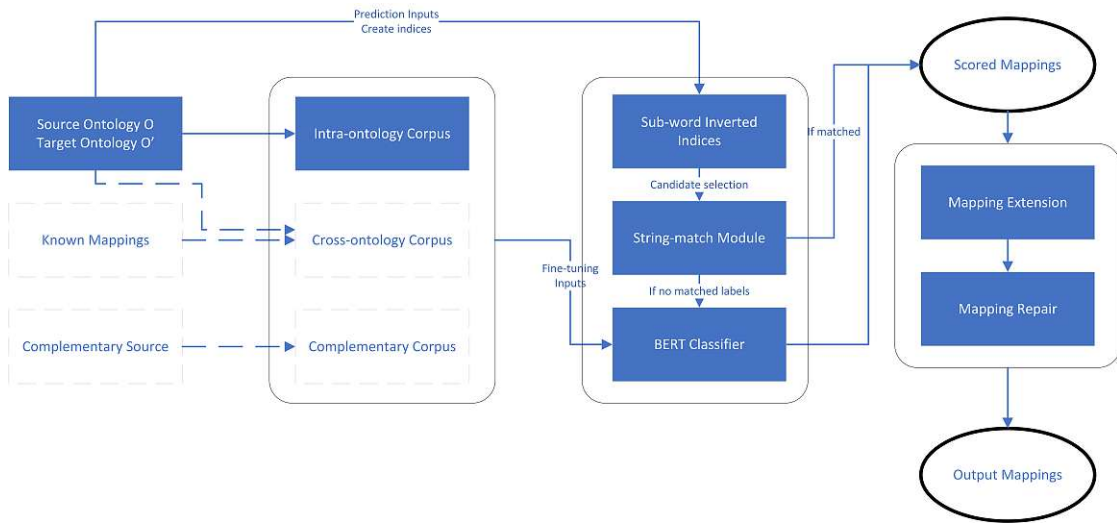 Prediction Inputs
Create indices
Scored Mappings
Source Ontology O
Target Ontology O’
Intra-ontology Corpus
Sub-word Inverted
Indices
If matched
Candidate selection
Mapping Extension
Known Mappings
Cross-ontology Corpus
String-match Module
Fine-tuning
Inputs
If no matched labels
Mapping Repair
Complementary Source
Complementary Corpus
BERT Classifier
Output Mappings